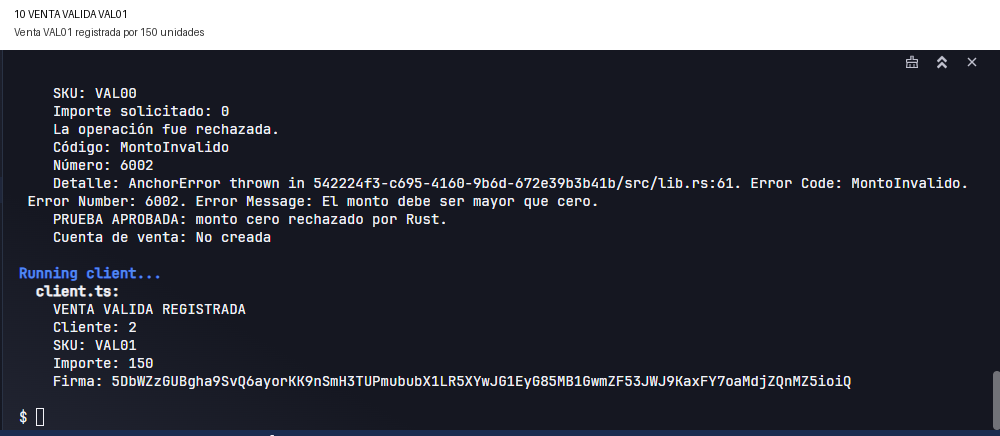 10 VENTA VALIDA VAL01
Venta VAL01 registrada por 150 unidades
SKU: VAL00
Importe solicitado: 0
La operación fue rechazada.
Código: MontoInvalido
Número: 6002
Detalle: AnchorError thrown in 542224f3-c695-4160-9b6d-672e39b3b41b/src/lib.rs:61. Error Code: MontoInvalido.
Error Number: 6002. Error Message: El monto debe ser mayor que cero.
PRUEBA APROBADA: monto cero rechazado por Rust.
Cuenta de venta: No creada
Running client...
client.ts:
VENTA VALIDA REGISTRADA
Cliente: 2
SKU: VAL01
Importe: 150
Firma: 5DbWZzGUBgha9SvQ6ayorKK9nSmH3TUPmububX1LR5XYwJG1EyG85MB1GwmZF53JWJ9KaxFY7oaMdjZQnMZ5ioiQ
$